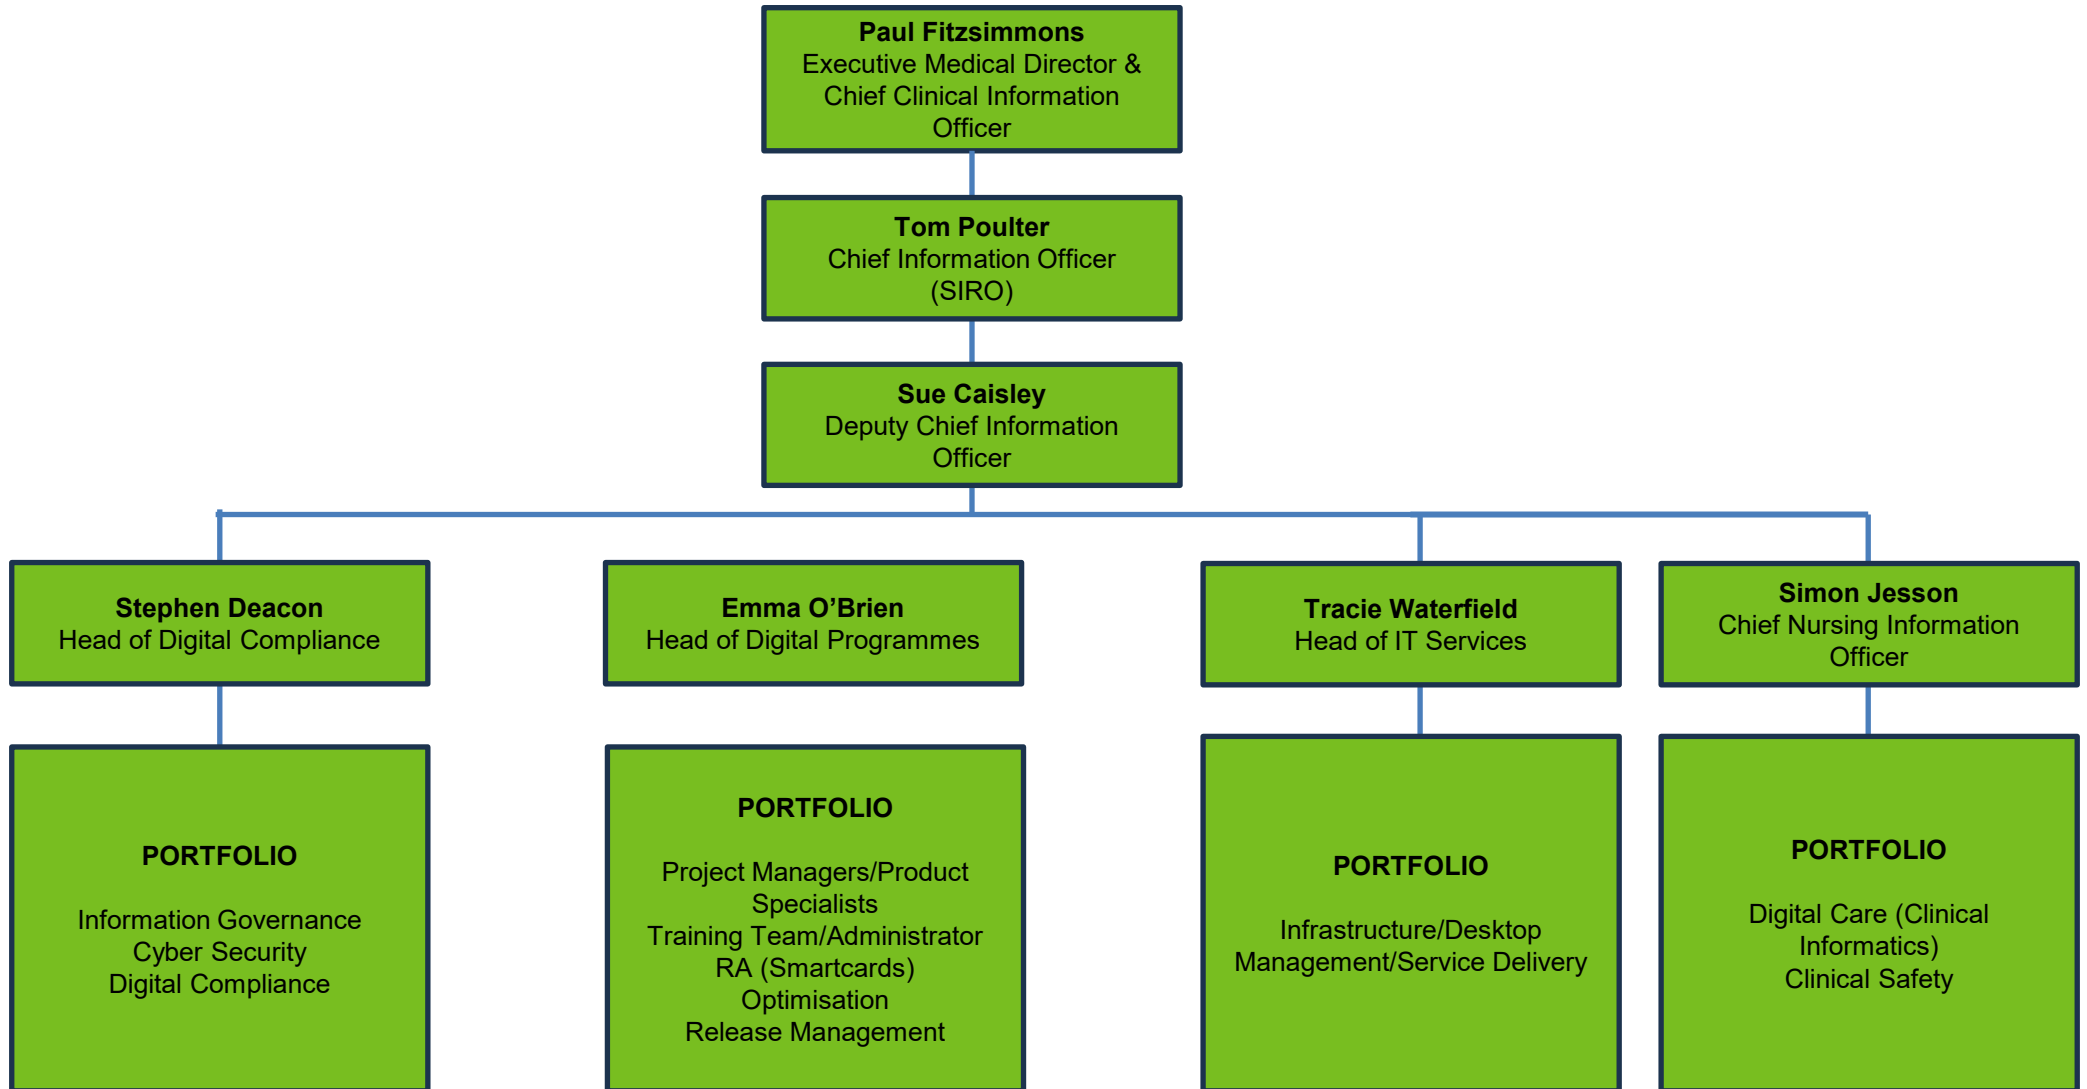 Paul Fitzsimmons
Executive Medical Director &
Chief Clinical Information
Officer
Tom Poulter
Chief Information Officer
(SIRO)
Sue Caisley
Deputy Chief Information
Officer
Stephen Deacon
Head of Digital Compliance
Emma O’Brien
Head of Digital Programmes
Tracie Waterfield
Head of IT Services
Simon Jesson
Chief Nursing Information
Officer
PORTFOLIO
Information Governance
Cyber Security
Digital Compliance
PORTFOLIO
Project Managers/Product
Specialists
Training Team/Administrator
RA (Smartcards)
Optimisation
Release Management
PORTFOLIO
Infrastructure/Desktop
Management/Service Delivery
PORTFOLIO
Digital Care (Clinical
Informatics)
Clinical Safety